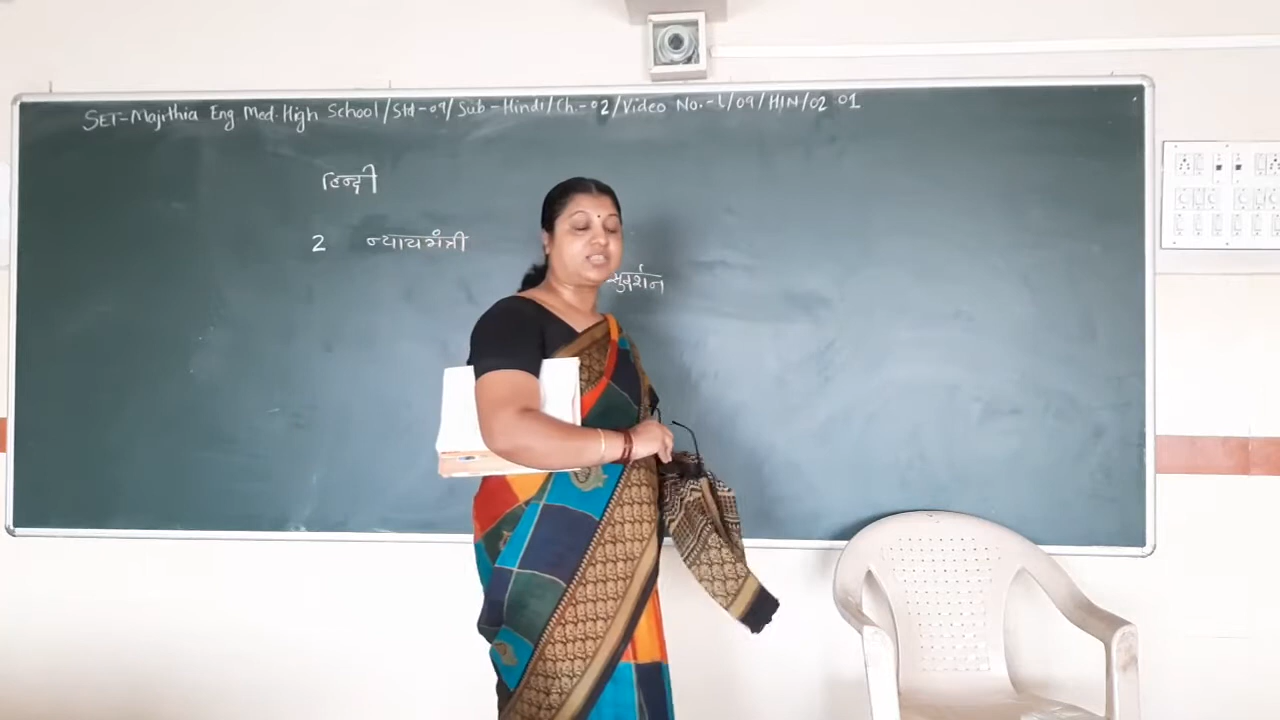 SET-Majithia Eng Med. High School/Std-09/Sub-Hindi/Ch.-02/Video No.-L/09/HIN/02 01
हिन्दी
2 न्यायमंत्री
सुदर्शन